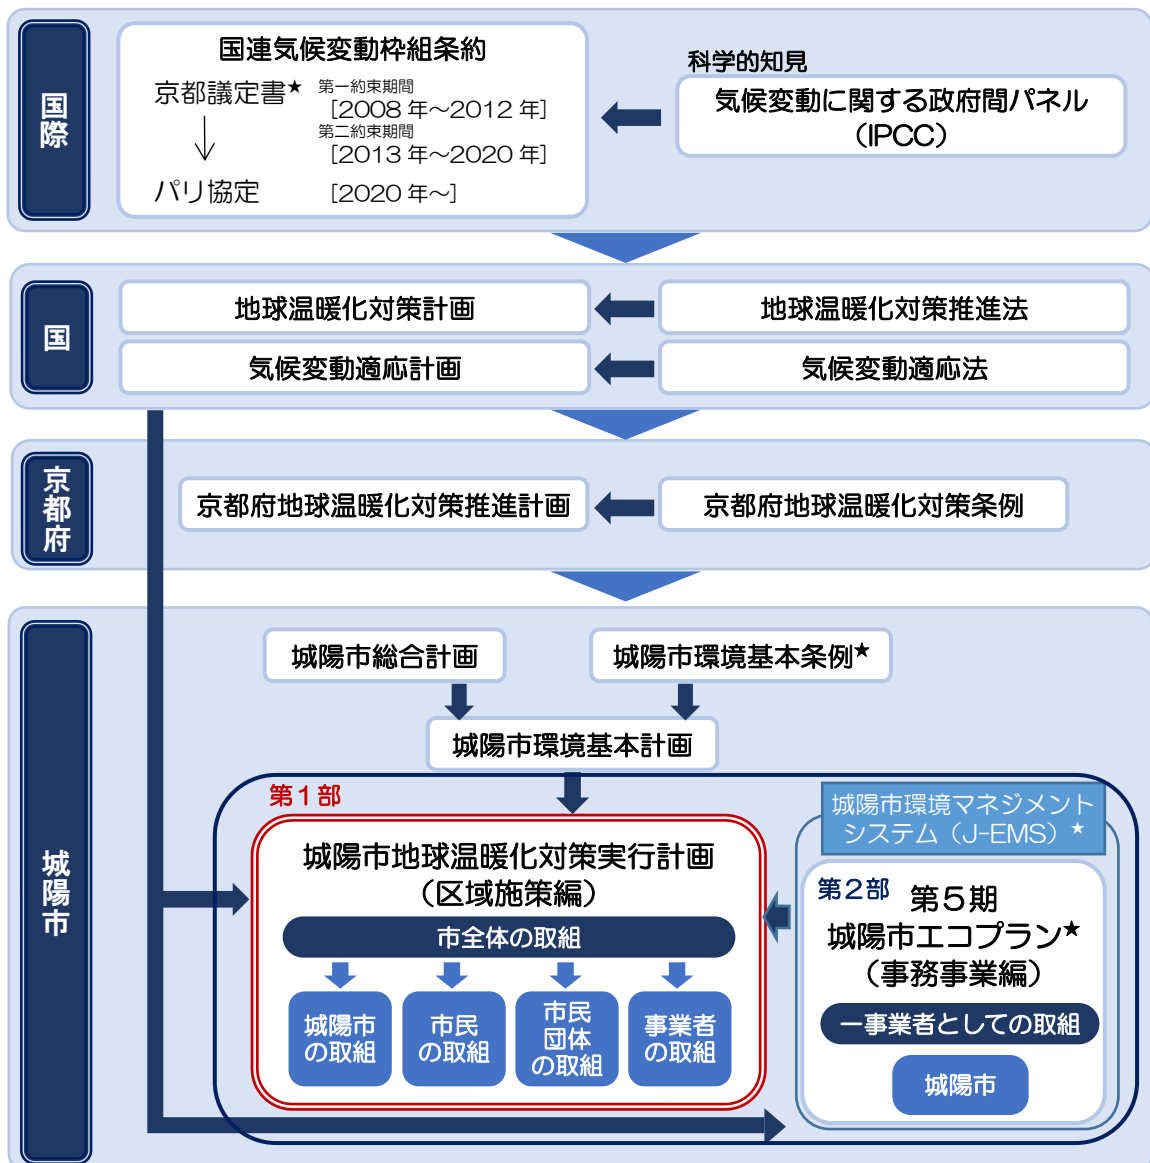 国際
国連気候変動枠組条約
京都議定書★
第一約束期間
[2008年～2012年]
第二約束期間
[2013年～2020年]
パリ協定
[2020年～]
科学的知見
気候変動に関する政府間パネル
（IPCC）
国
地球温暖化対策計画
地球温暖化対策推進法
気候変動適応計画
気候変動適応法
京都府
京都府地球温暖化対策推進計画
京都府地球温暖化対策条例
城陽市
城陽市総合計画
城陽市環境基本条例★
城陽市環境基本計画
第１部
城陽市地球温暖化対策実行計画
（区域施策編）
市全体の取組
城陽市
の取組
市民
の取組
市民
団体
の取組
事業者
の取組
城陽市環境マネジメント
システム（J-EMS）★
第２部
第５期
城陽市エコプラン★
（事務事業編）
一事業者としての取組
城陽市